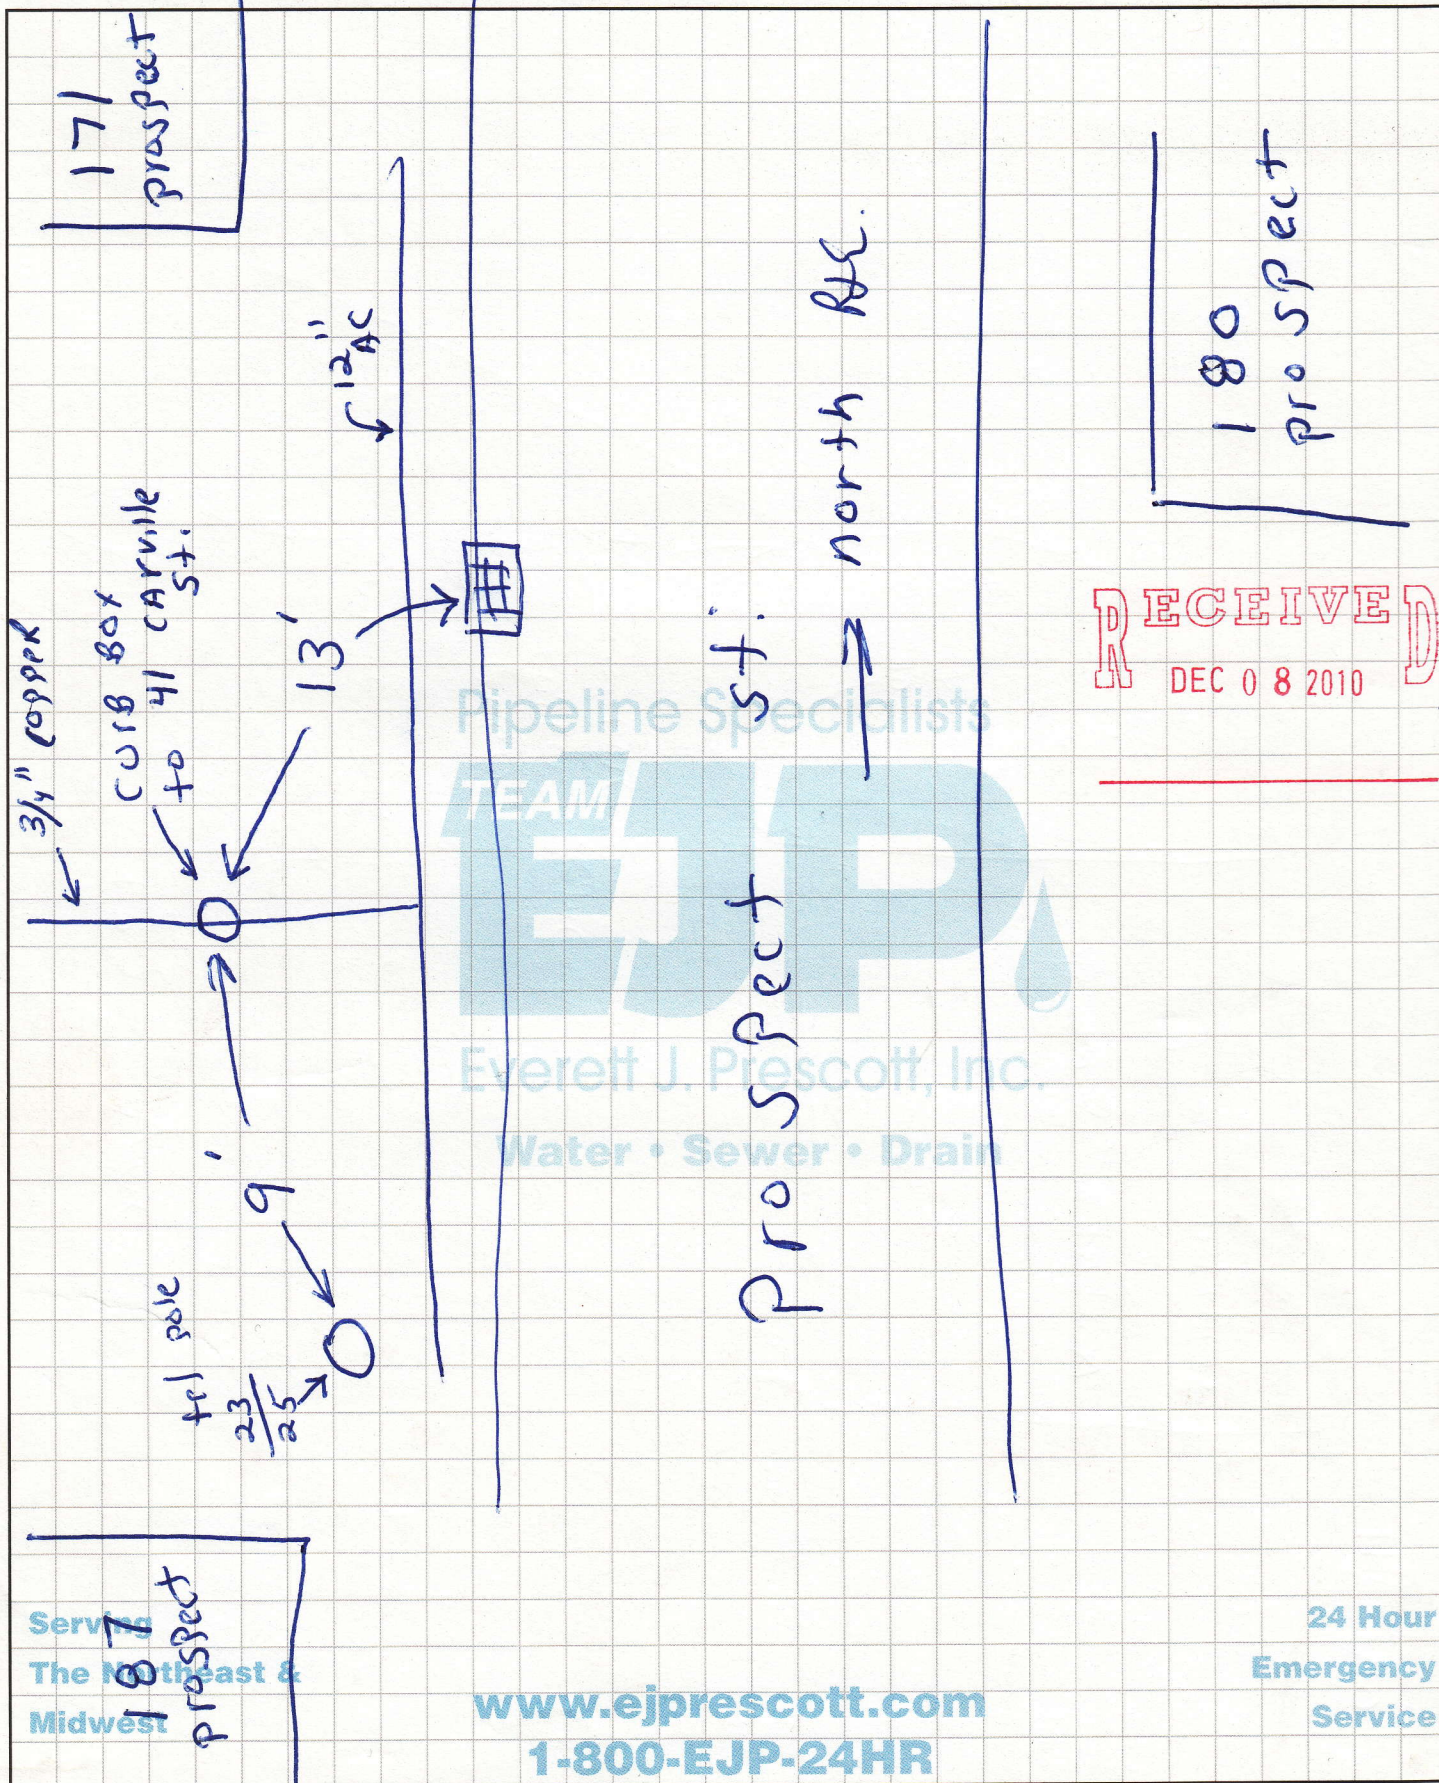 187
prospect
171
prospect
3/4" copper
CURB BOX
to 41 CARVILLE
St.
tel pole
23/25
9'
13'
12"
AC
Prospect St.
north
180
prospect
RECEIVED
DEC 08 2010
Pipeline Specialists
TEAM
EJP
Everett J. Prescott, Inc.
Water • Sewer • Drain
Serving
The Northeast &
Midwest
www.ejprescott.com
1-800-EJP-24HR
24 Hour
Emergency
Service